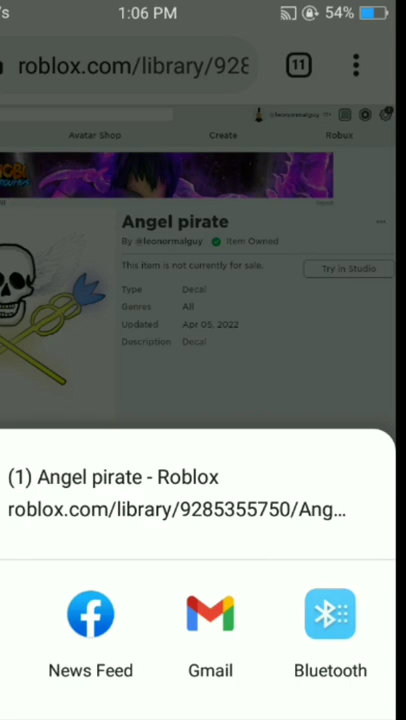 /s 1:06 PM 54%
roblox.com/library/928 11
@leonormalguy 13+
Avatar Shop Create Robux
Angel pirate
By @leonormalguy Item Owned
This item is not currently for sale.
Try in Studio
Type Decal
Genres All
Updated Apr 05, 2022
Description Decal
(1) Angel pirate - Roblox
roblox.com/library/9285355750/Ang...
News Feed Gmail Bluetooth